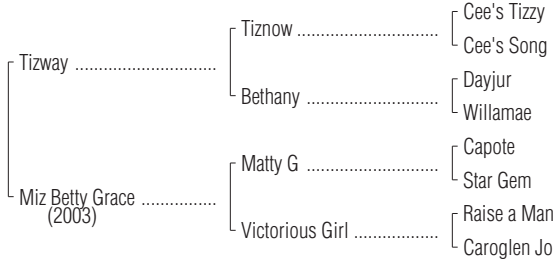 Cee's Tizzy
Tiznow ..............................
Cee's Song
Tizway ..............................
Dayjur
Bethany ............................
Willamae
Capote
Matty G ............................
Star Gem
Miz Betty Grace ................
(2003)
Raise a Man
Victorious Girl ..................
Caroglen Jo